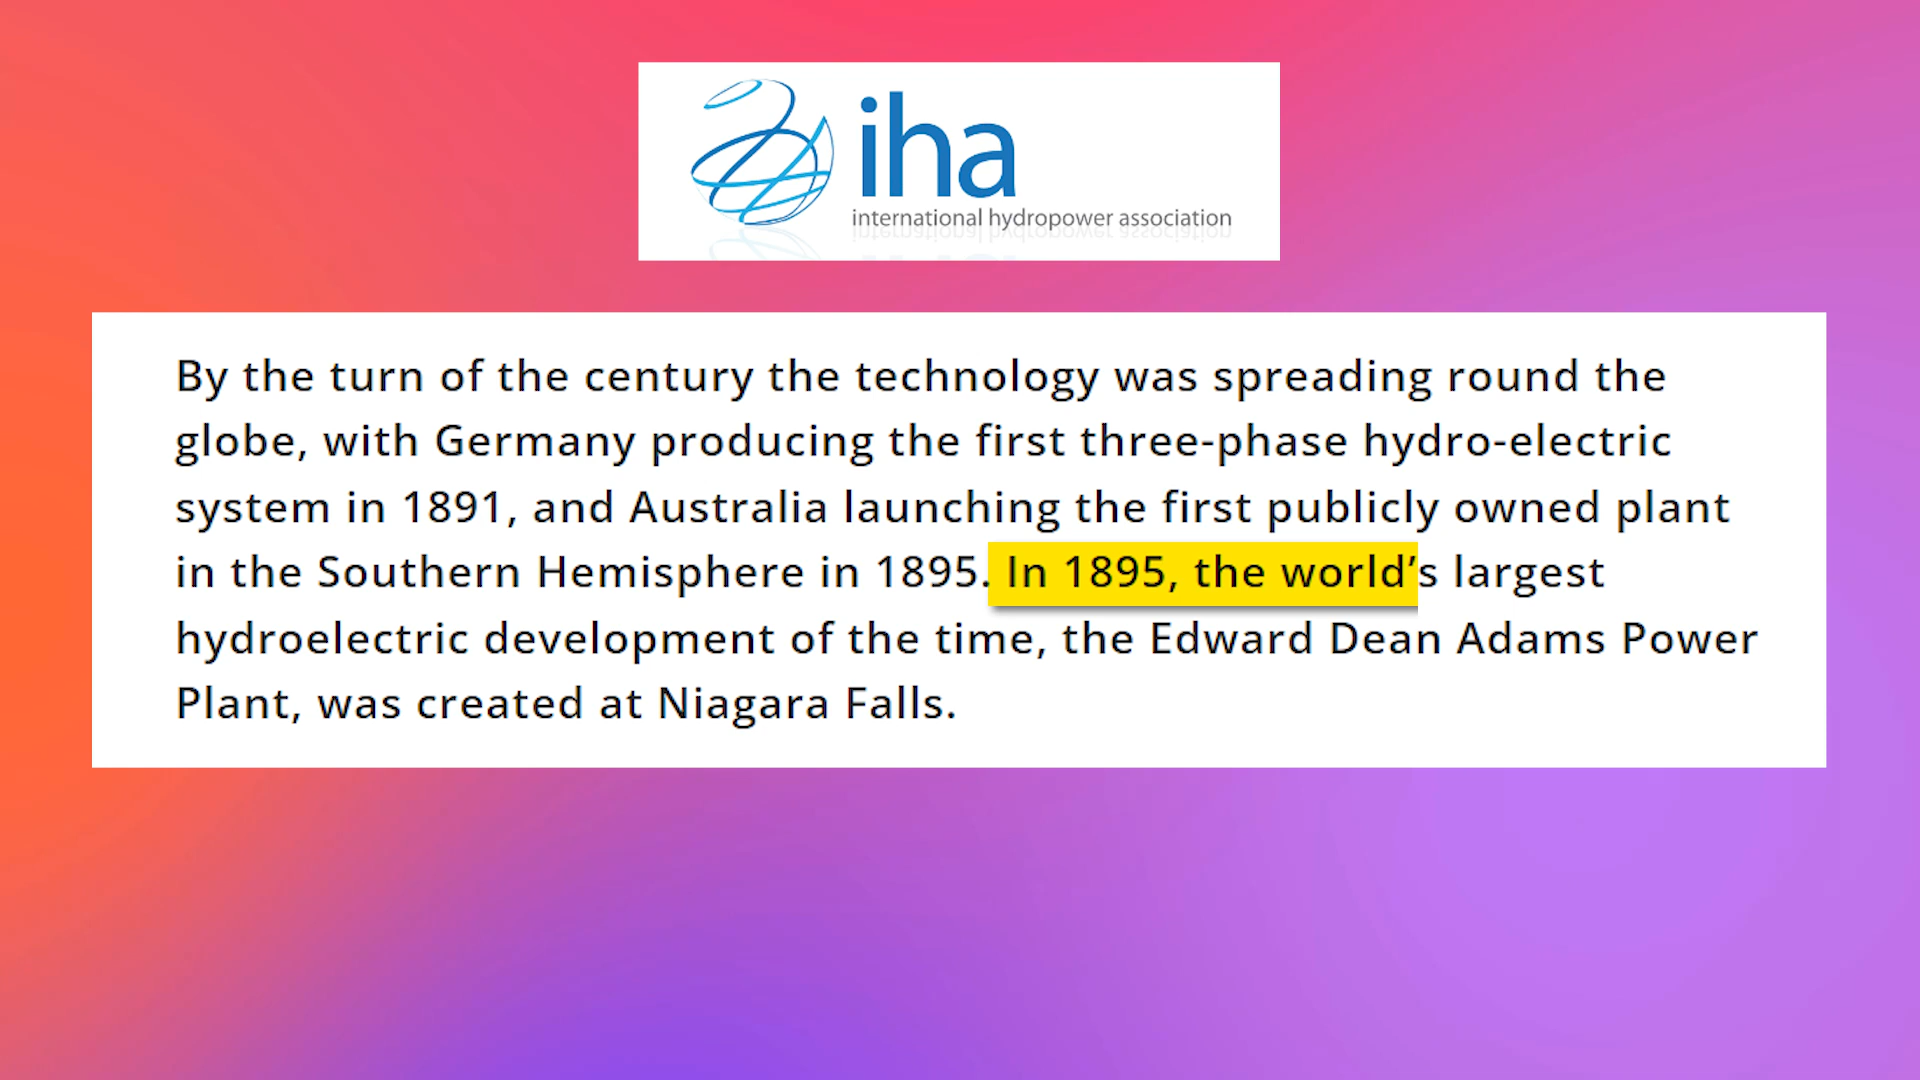 iha
international hydropower association
By the turn of the century the technology was spreading round the
globe, with Germany producing the first three-phase hydro-electric
system in 1891, and Australia launching the first publicly owned plant
in the Southern Hemisphere in 1895. In 1895, the world’s largest
hydroelectric development of the time, the Edward Dean Adams Power
Plant, was created at Niagara Falls.